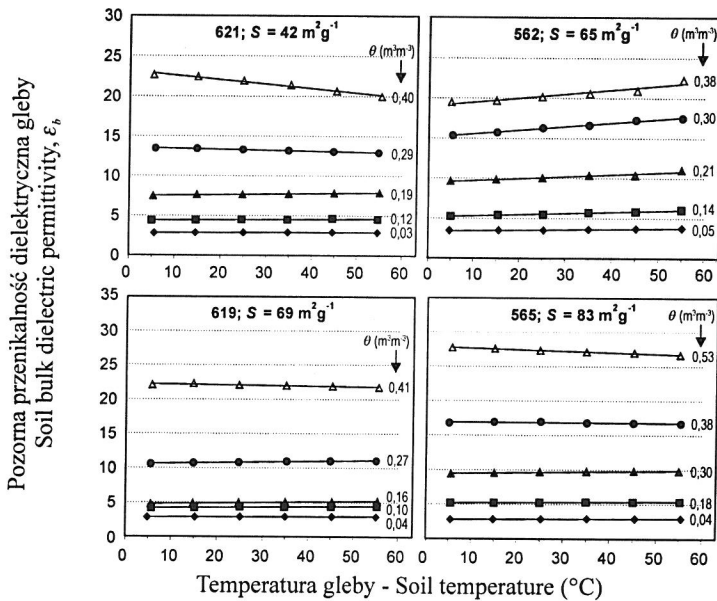 Pozorna przenikalność dielektryczna gleby
Soil bulk dielectric permittivity, ε_b
30
25
20
15
10
5
0
621; S = 42 m²g⁻¹
θ (m³m⁻³)
0,40
0,29
0,19
0,12
0,03
0 10 20 30 40 50 60
562; S = 65 m²g⁻¹
θ (m³m⁻³)
0,38
0,30
0,21
0,14
0,05
0 10 20 30 40 50 60
35
30
25
20
15
10
5
0
619; S = 69 m²g⁻¹
θ (m³m⁻³)
0,41
0,27
0,16
0,10
0,04
0 10 20 30 40 50 60
565; S = 83 m²g⁻¹
θ (m³m⁻³)
0,53
0,38
0,30
0,18
0,04
0 10 20 30 40 50 60
Temperatura gleby - Soil temperature (°C)